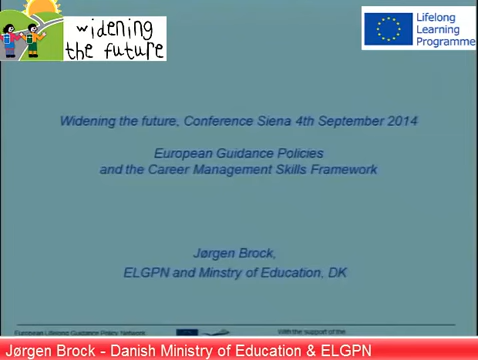 widening
the future
Lifelong
Learning
Programme
Widening the future, Conference Siena 4th September 2014
European Guidance Policies
and the Career Management Skills Framework
Jørgen Brock,
ELGPN and Minstry of Education, DK
European Lifelong Guidance Policy Network
With the support of the
Jørgen Brock - Danish Ministry of Education & ELGPN